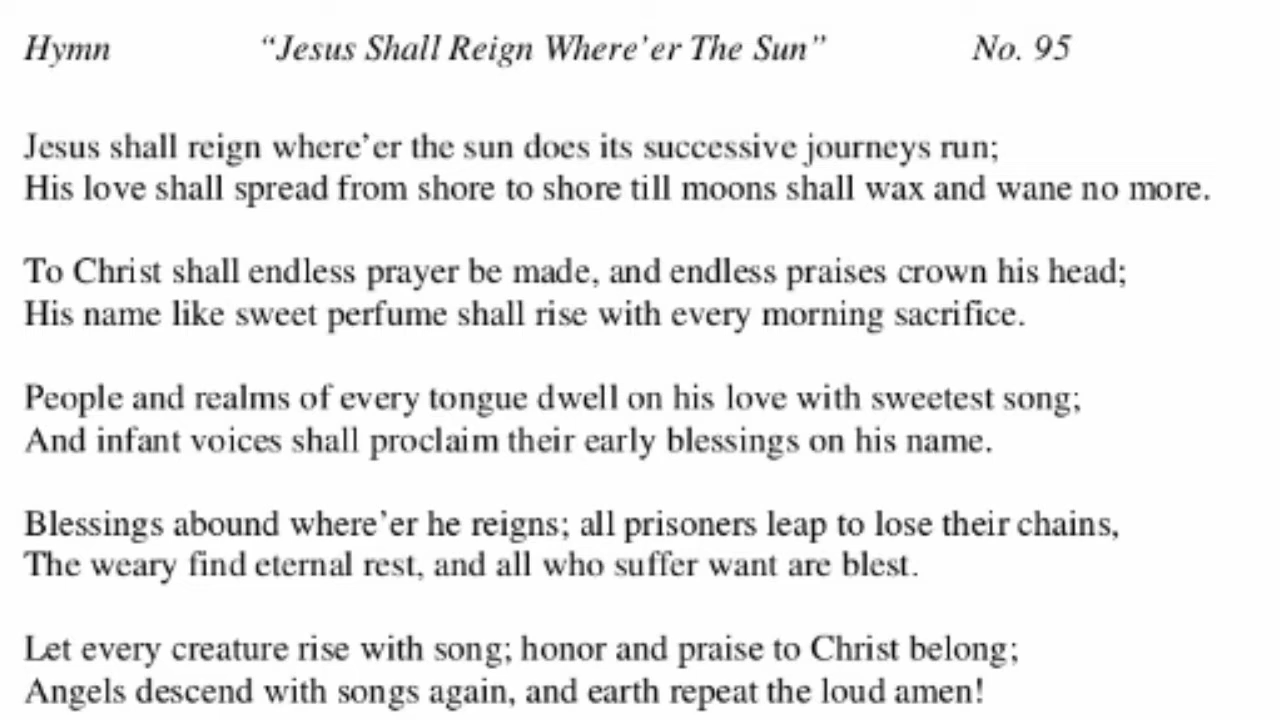 Hymn “Jesus Shall Reign Where’er The Sun” No. 95
Jesus shall reign where’er the sun does its successive journeys run;
His love shall spread from shore to shore till moons shall wax and wane no more.
To Christ shall endless prayer be made, and endless praises crown his head;
His name like sweet perfume shall rise with every morning sacrifice.
People and realms of every tongue dwell on his love with sweetest song;
And infant voices shall proclaim their early blessings on his name.
Blessings abound where’er he reigns; all prisoners leap to lose their chains,
The weary find eternal rest, and all who suffer want are blest.
Let every creature rise with song; honor and praise to Christ belong;
Angels descend with songs again, and earth repeat the loud amen!